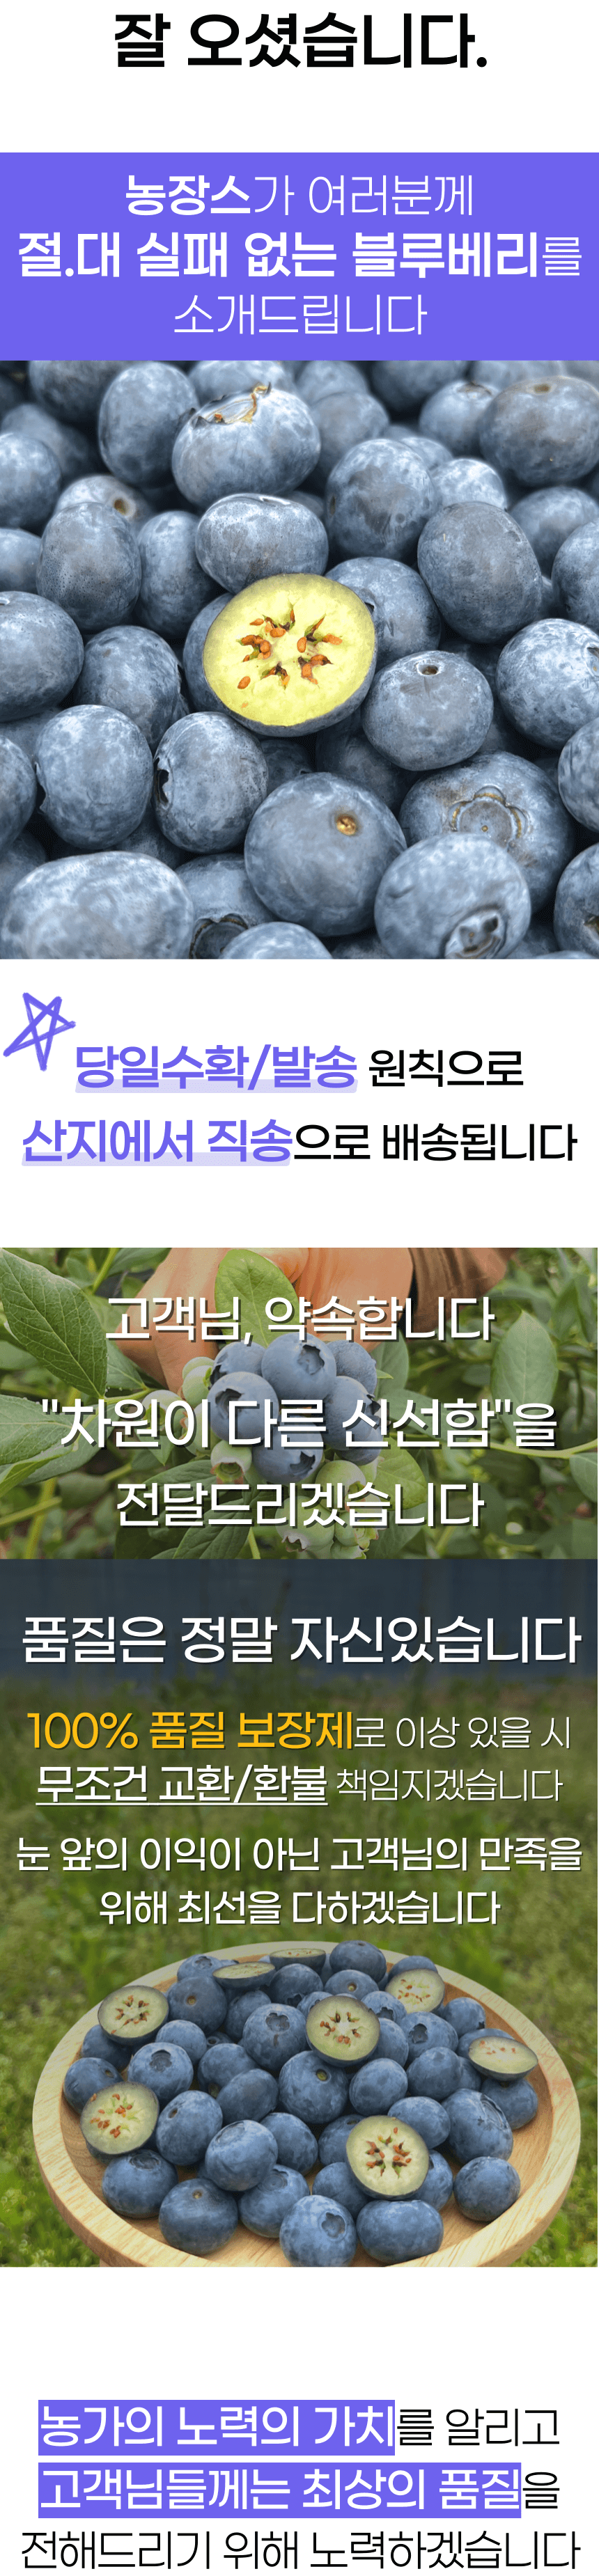 잘 오셨습니다.
농장스가 여러분께
절.대 실패 없는 블루베리를
소개드립니다
당일수확/발송 원칙으로
산지에서 직송으로 배송됩니다
고객님, 약속합니다
"차원이 다른 신선함"을
전달드리겠습니다
품질은 정말 자신있습니다
100% 품질 보장제로 이상 있을 시
무조건 교환/환불 책임지겠습니다
눈 앞의 이익이 아닌 고객님의 만족을
위해 최선을 다하겠습니다
농가의 노력의 가치를 알리고
고객님들께는 최상의 품질을
전해드리기 위해 노력하겠습니다